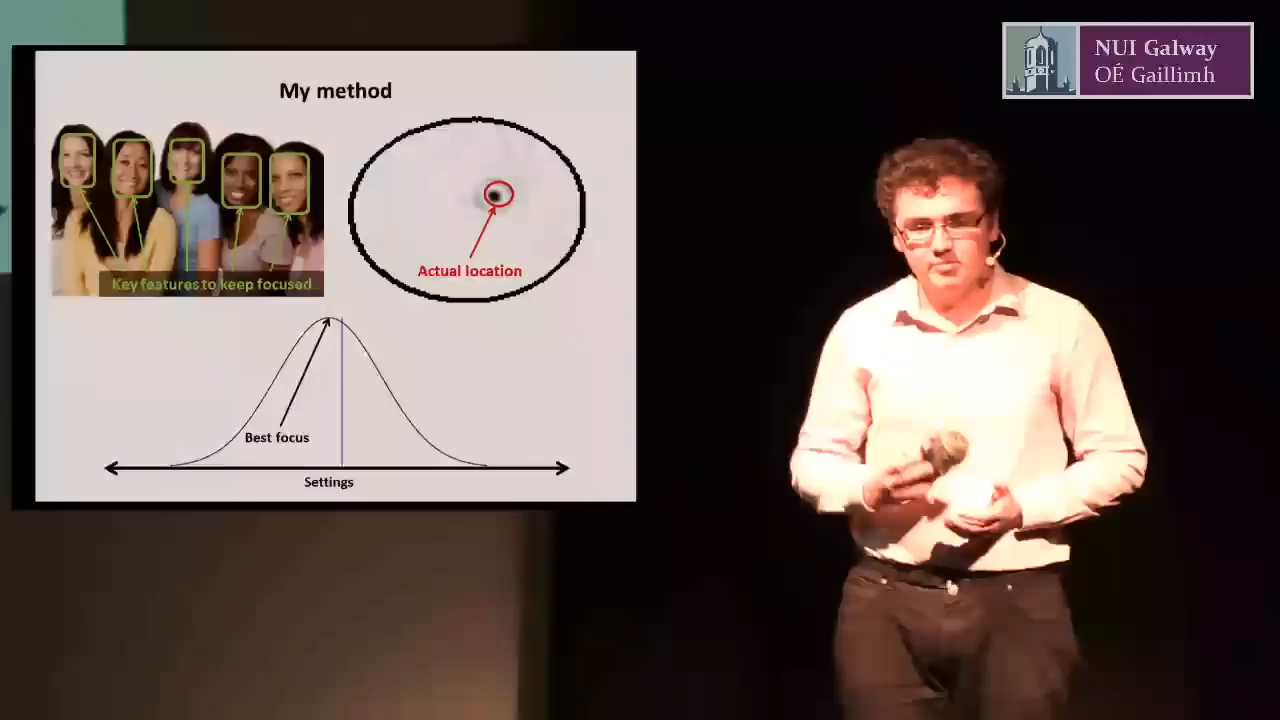 My method
Key features to keep focused
Actual location
Best focus
Settings
NUI Galway
OÉ Gaillimh